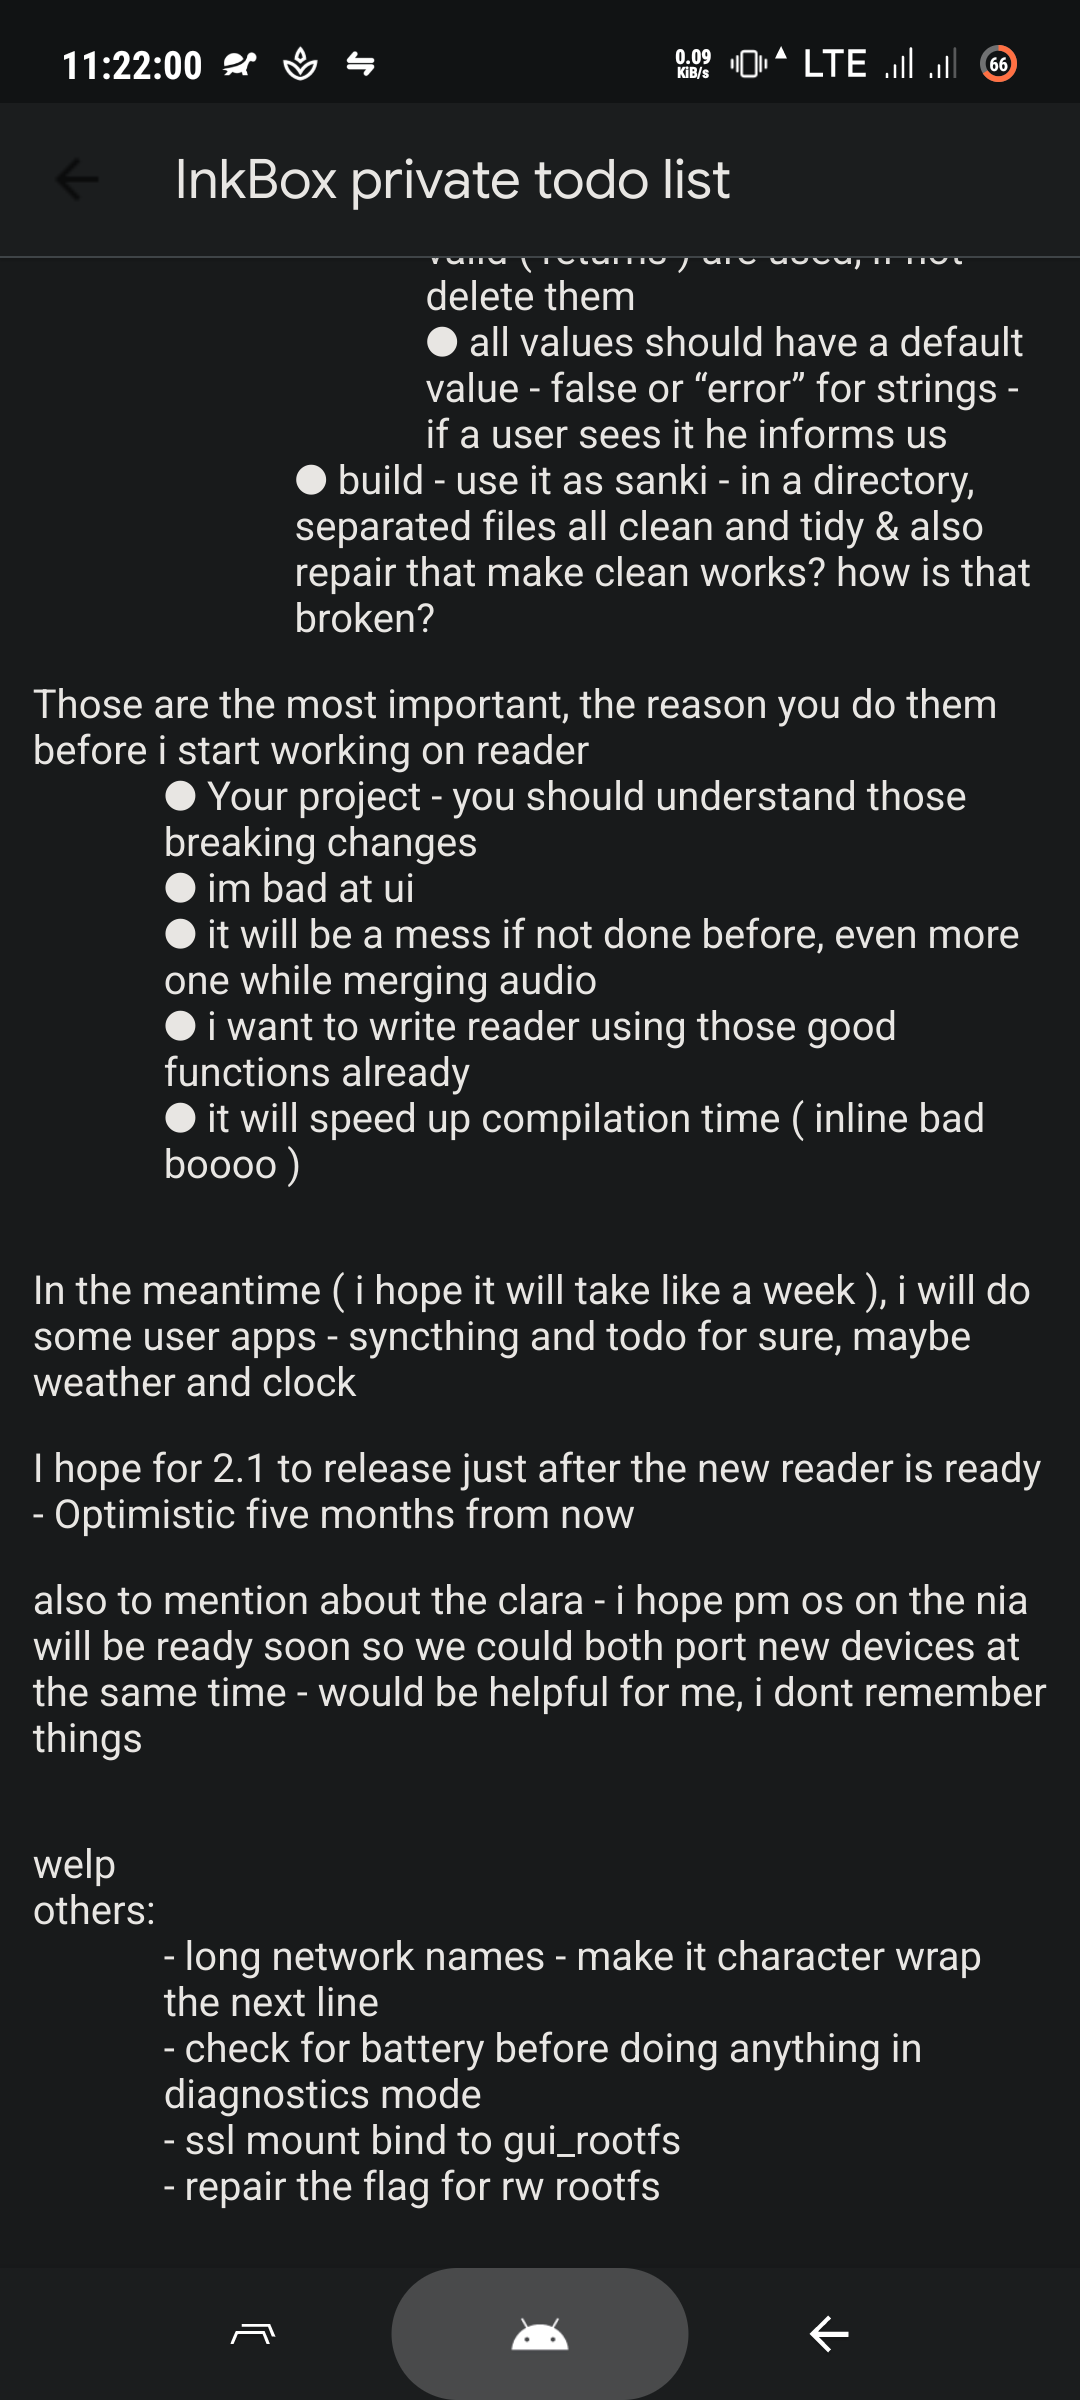 11:22:00 0.09 KiB/s LTE 66
InkBox private todo list
valid ( returns ) are used, if not
delete them
● all values should have a default
value - false or “error” for strings -
if a user sees it he informs us
● build - use it as sanki - in a directory,
separated files all clean and tidy & also
repair that make clean works? how is that
broken?
Those are the most important, the reason you do them
before i start working on reader
● Your project - you should understand those
breaking changes
● im bad at ui
● it will be a mess if not done before, even more
one while merging audio
● i want to write reader using those good
functions already
● it will speed up compilation time ( inline bad
boooo )
In the meantime ( i hope it will take like a week ), i will do
some user apps - syncthing and todo for sure, maybe
weather and clock
I hope for 2.1 to release just after the new reader is ready
- Optimistic five months from now
also to mention about the clara - i hope pm os on the nia
will be ready soon so we could both port new devices at
the same time - would be helpful for me, i dont remember
things
welp
others:
- long network names - make it character wrap
the next line
- check for battery before doing anything in
diagnostics mode
- ssl mount bind to gui_rootfs
- repair the flag for rw rootfs